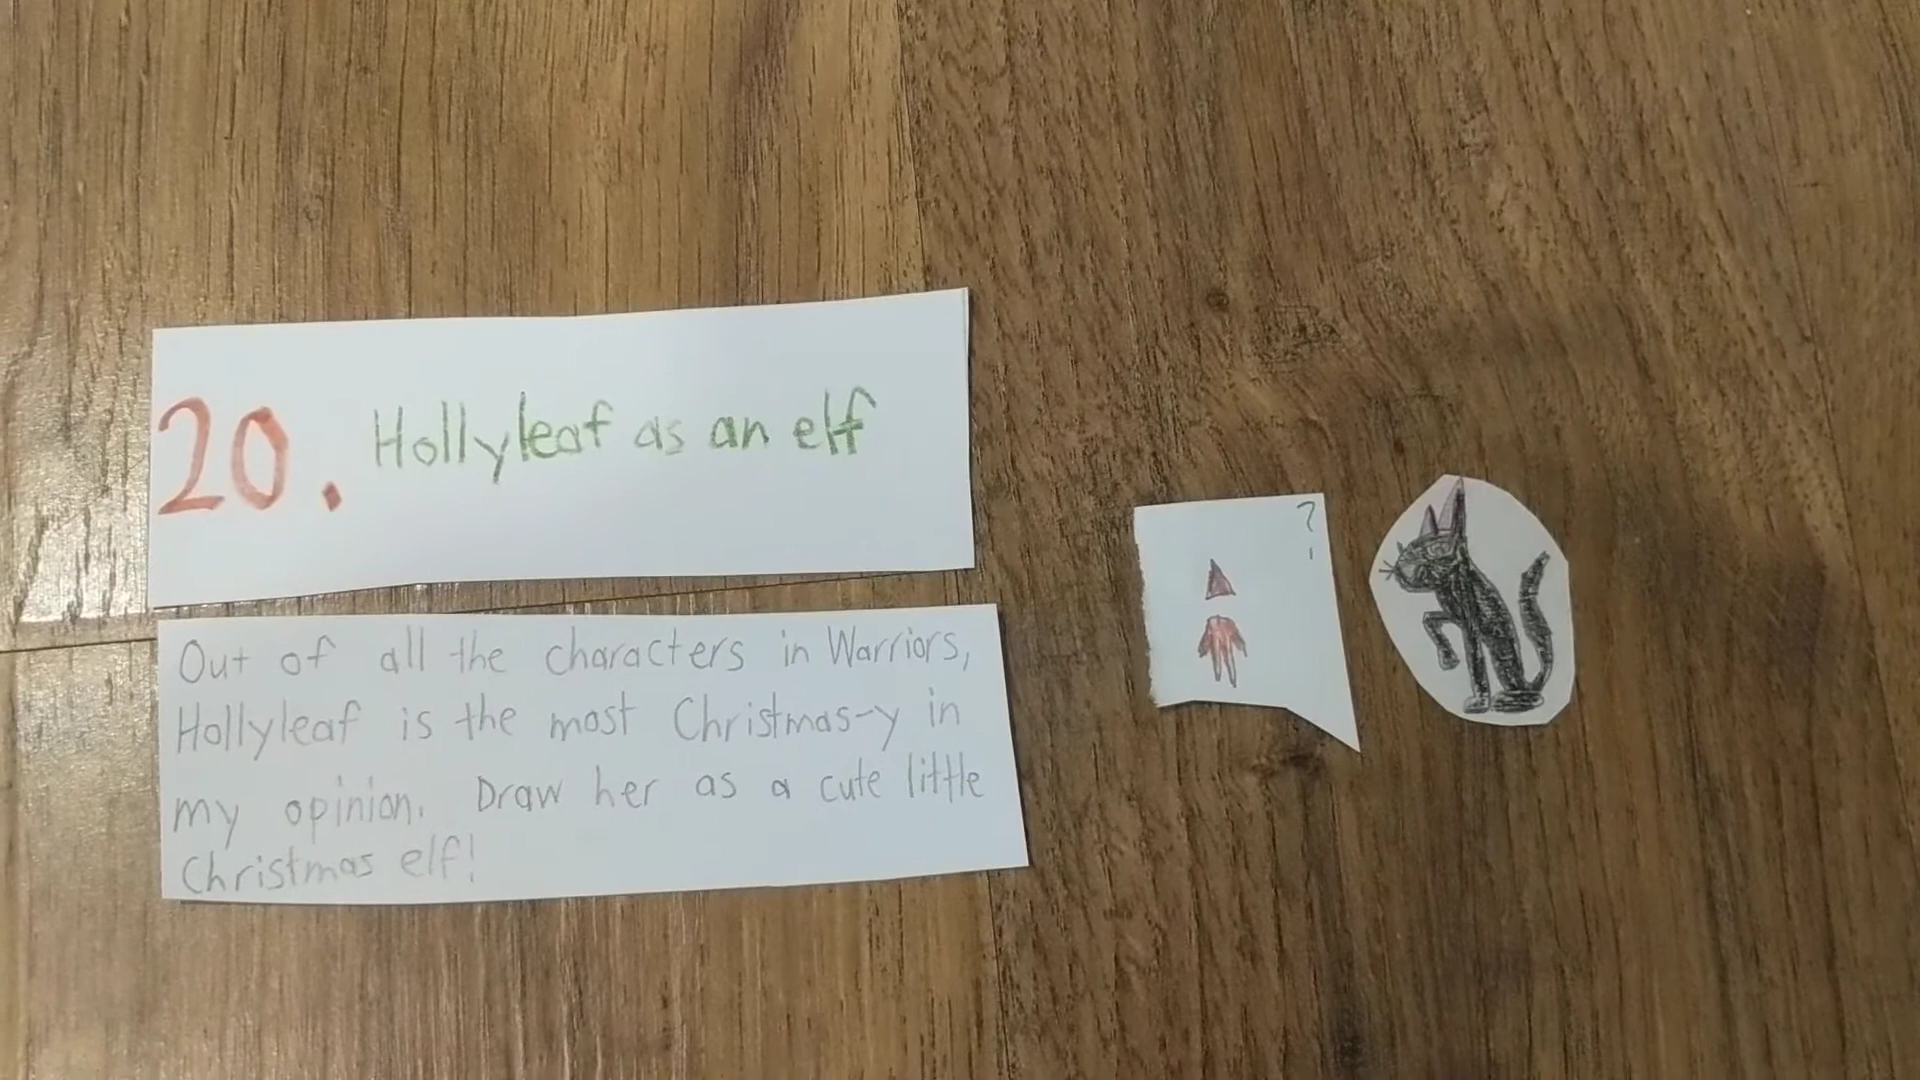 20. Hollyleaf as an elf
Out of all the characters in Warriors,
Hollyleaf is the most Christmas-y in
my opinion. Draw her as a cute little
Christmas elf!
?